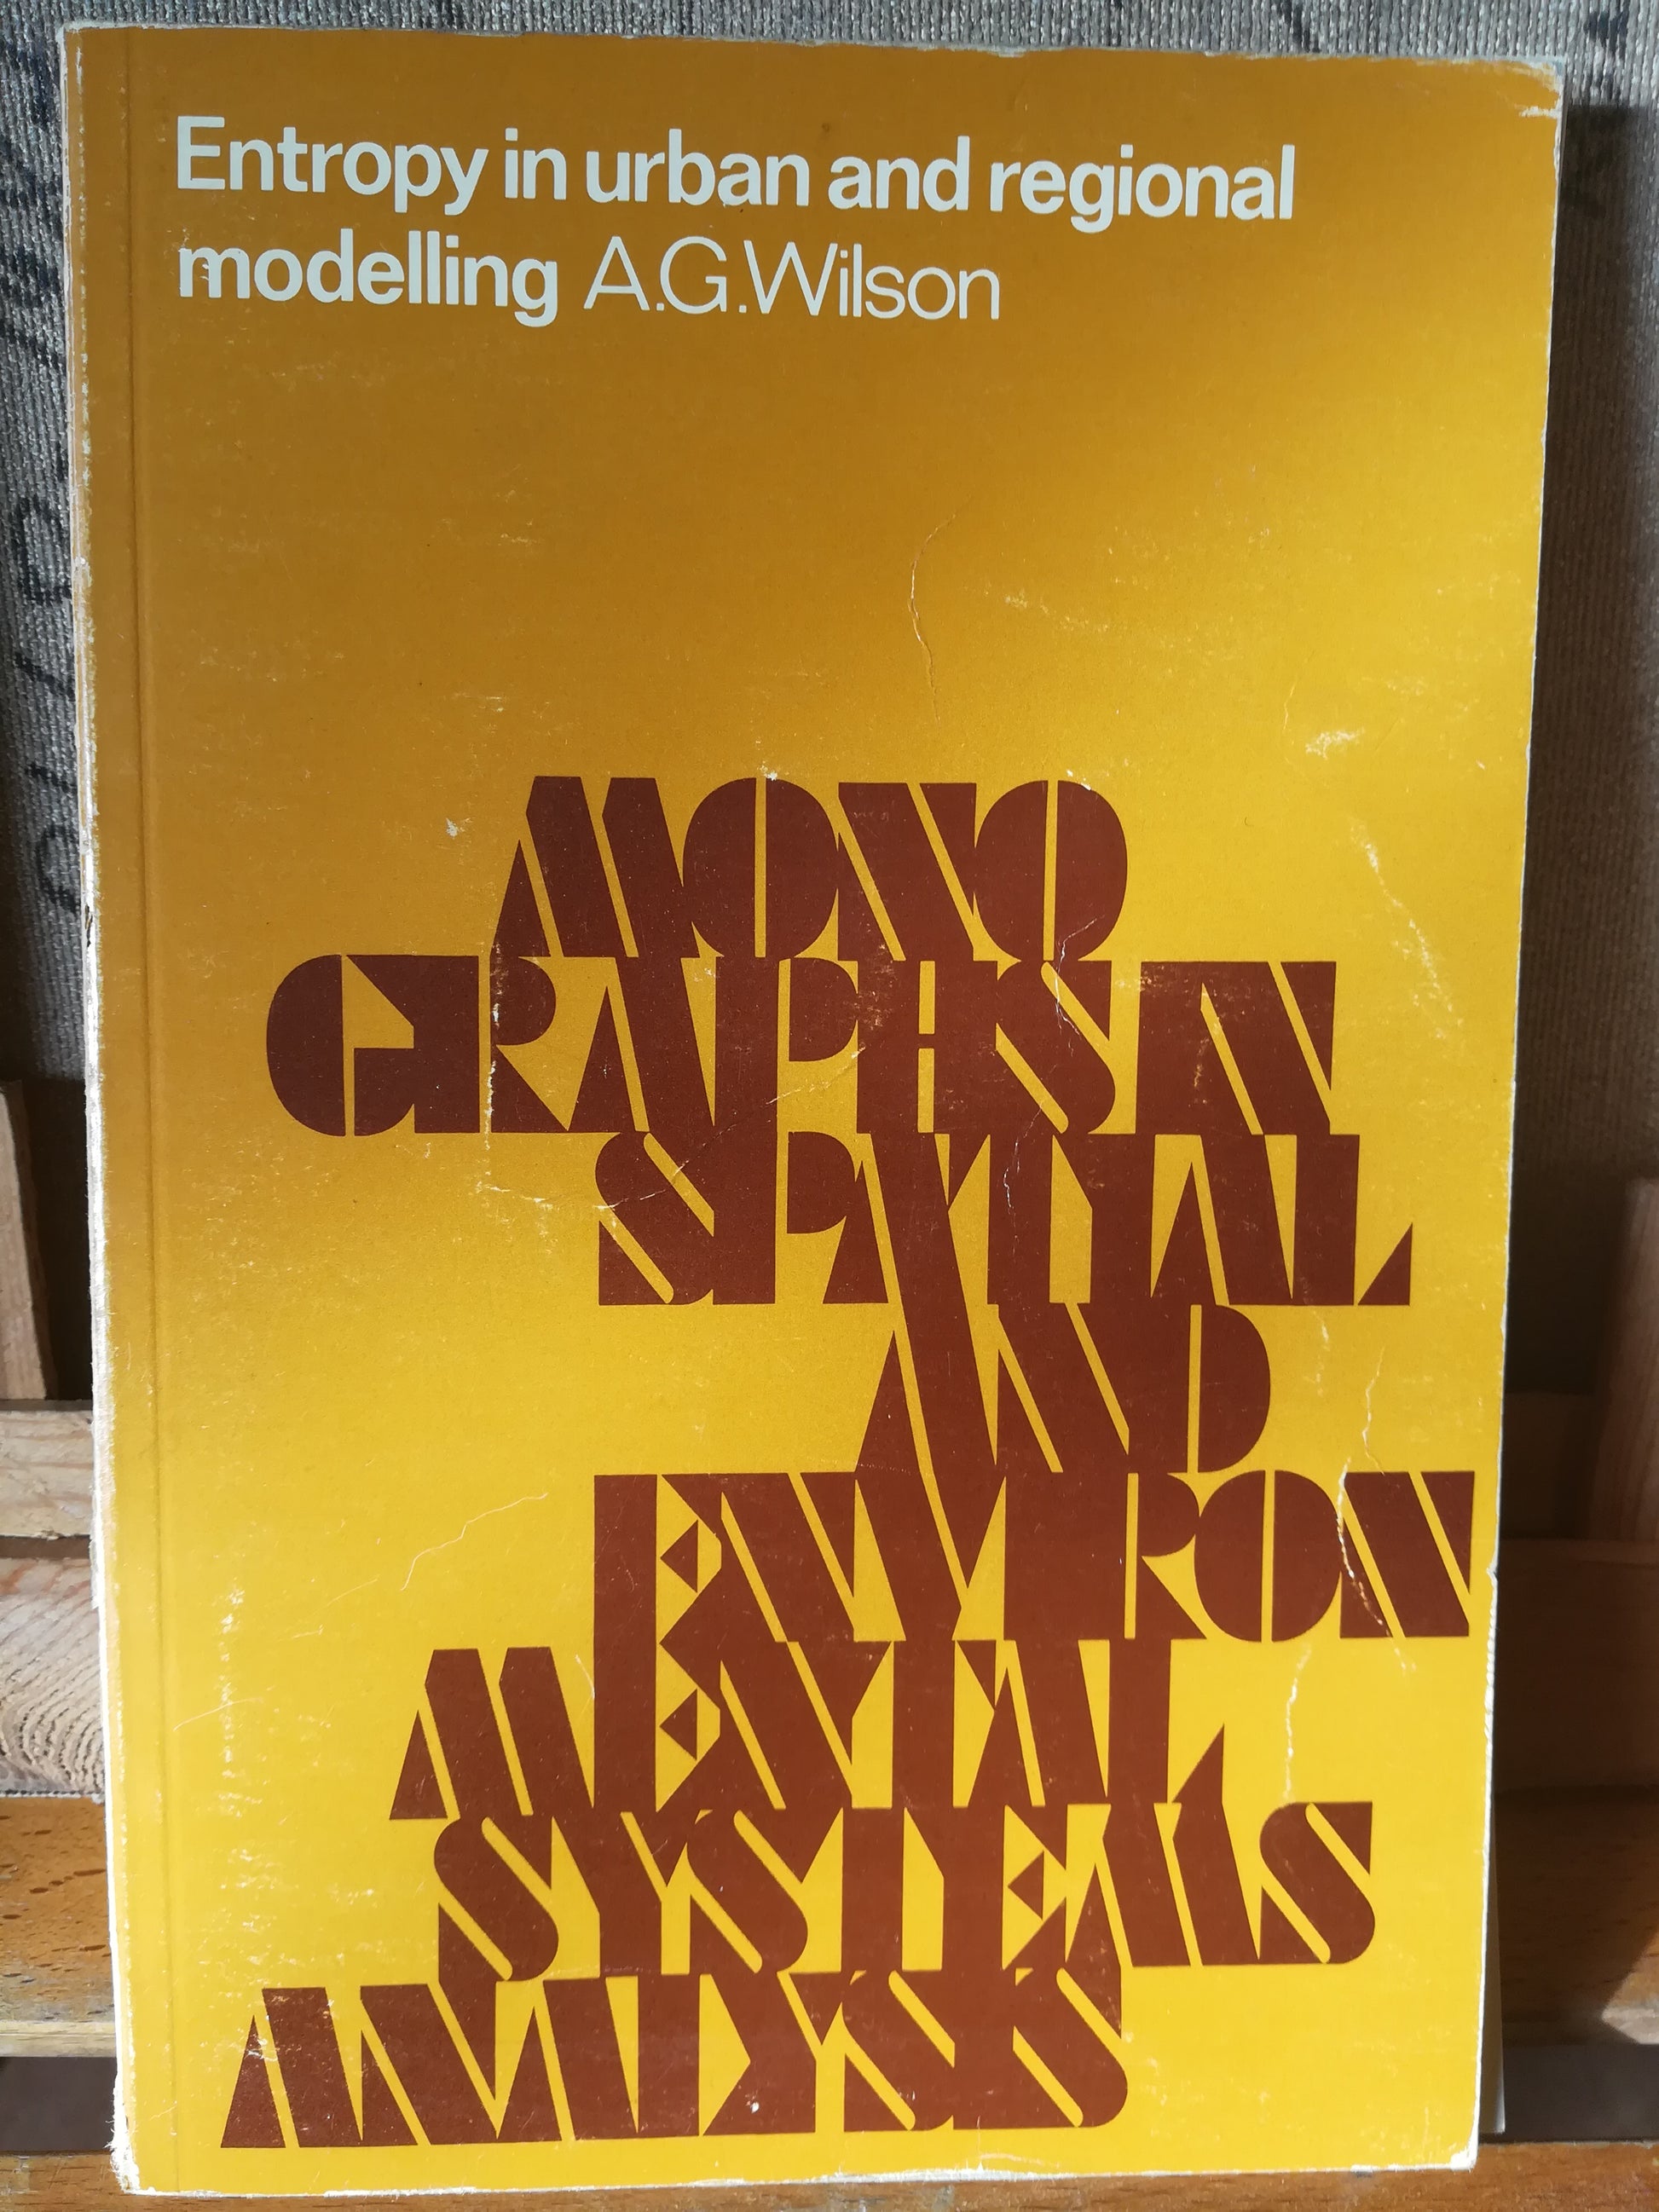 Entropy in urban and regional
modelling A.G.Wilson
MONO
GRAPHS IN
SPATIAL
AND
ENVIRON
MENTAL
SYSTEMS
ANALYSIS